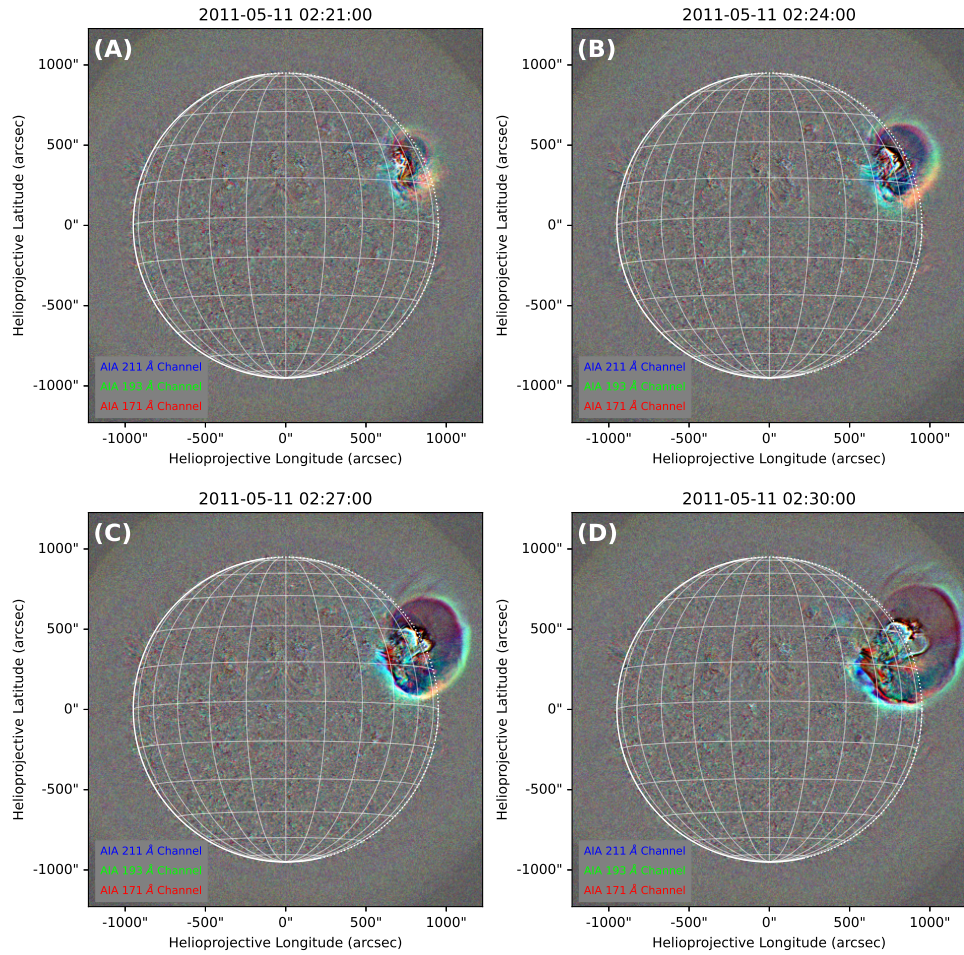 2011-05-11 02:21:00
(A)
1000"
500"
0"
-500"
-1000"
Helioprojective Latitude (arcsec)
AIA 211 Å Channel
AIA 193 Å Channel
AIA 171 Å Channel
-1000" -500" 0" 500" 1000"
Helioprojective Longitude (arcsec)
2011-05-11 02:24:00
(B)
1000"
500"
0"
-500"
-1000"
Helioprojective Latitude (arcsec)
AIA 211 Å Channel
AIA 193 Å Channel
AIA 171 Å Channel
-1000" -500" 0" 500" 1000"
Helioprojective Longitude (arcsec)
2011-05-11 02:27:00
(C)
1000"
500"
0"
-500"
-1000"
Helioprojective Latitude (arcsec)
AIA 211 Å Channel
AIA 193 Å Channel
AIA 171 Å Channel
-1000" -500" 0" 500" 1000"
Helioprojective Longitude (arcsec)
2011-05-11 02:30:00
(D)
1000"
500"
0"
-500"
-1000"
Helioprojective Latitude (arcsec)
AIA 211 Å Channel
AIA 193 Å Channel
AIA 171 Å Channel
-1000" -500" 0" 500" 1000"
Helioprojective Longitude (arcsec)